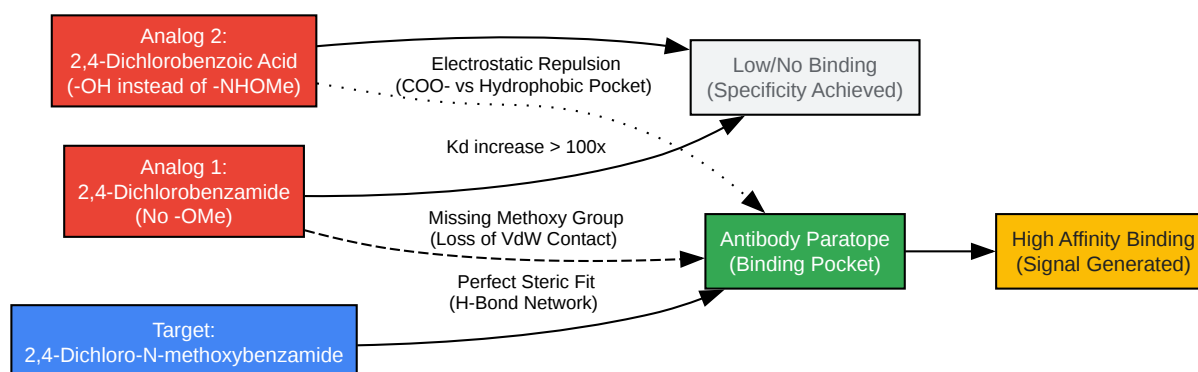 Analog 2:
2,4-Dichlorobenzoic Acid
(-OH instead of -NHOMe)
Electrostatic Repulsion
(COO- vs Hydrophobic Pocket)
Low/No Binding
(Specificity Achieved)
Analog 1:
2,4-Dichlorobenzamide
(No -OMe)
Kd increase > 100x
Missing Methoxy Group
(Loss of VdW Contact)
Antibody Paratope
(Binding Pocket)
High Affinity Binding
(Signal Generated)
Perfect Steric Fit
(H-Bond Network)
Target:
2,4-Dichloro-N-methoxybenzamide